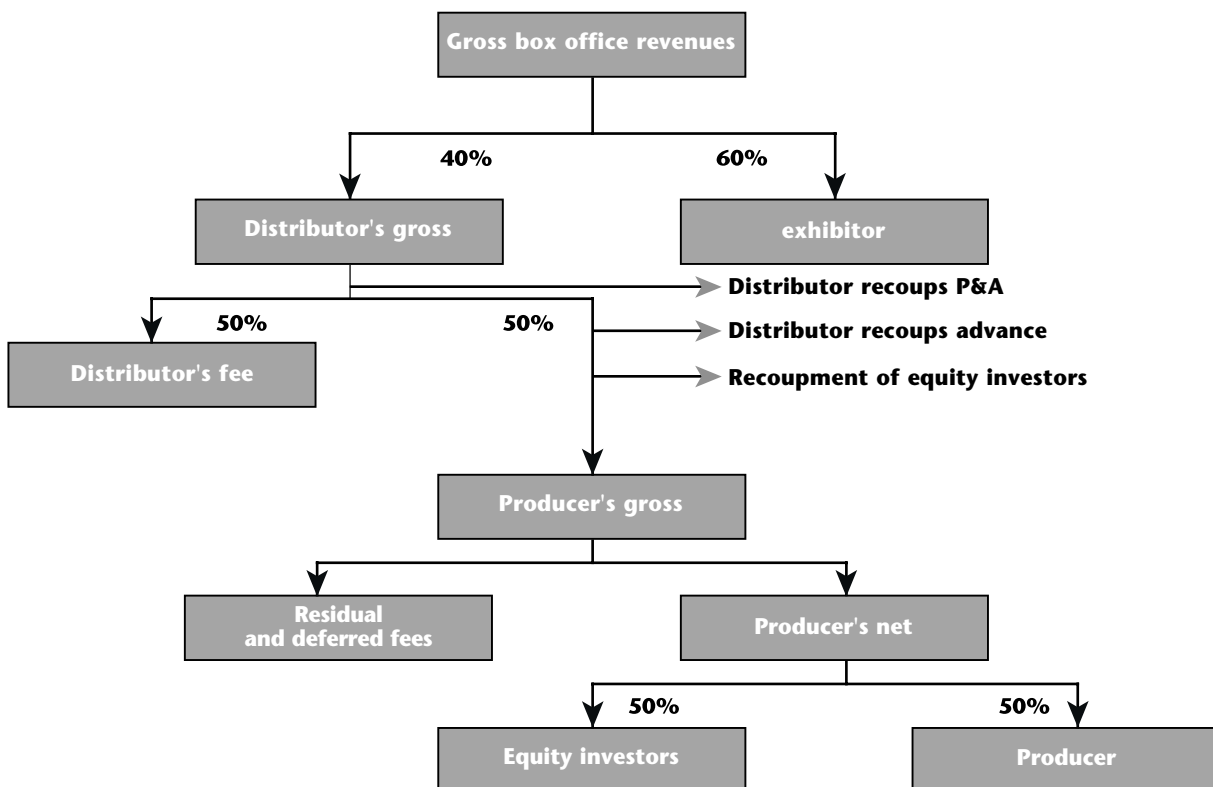 Gross box office revenues
40%
60%
Distributor's gross
exhibitor
Distributor recoups P&A
50%
50%
Distributor recoups advance
Distributor's fee
Recoupment of equity investors
Producer's gross
Residual
and deferred fees
Producer's net
50%
50%
Equity investors
Producer